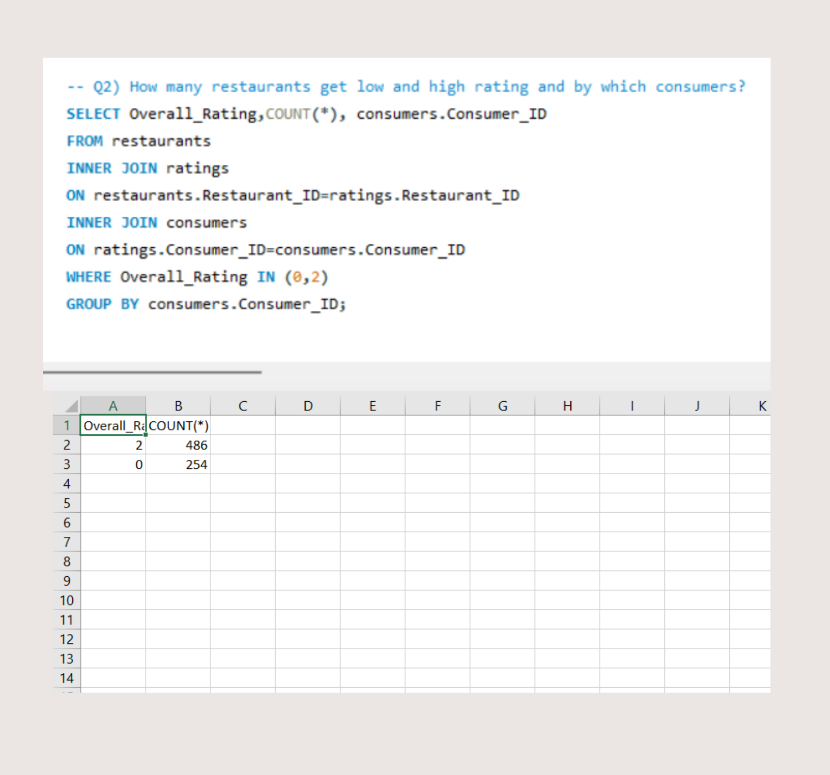 -- Q2) How many restaurants get low and high rating and by which consumers?
SELECT Overall_Rating,COUNT(*), consumers.Consumer_ID
FROM restaurants
INNER JOIN ratings
ON restaurants.Restaurant_ID=ratings.Restaurant_ID
INNER JOIN consumers
ON ratings.Consumer_ID=consumers.Consumer_ID
WHERE Overall_Rating IN (0,2)
GROUP BY consumers.Consumer_ID;
A B C D E F G H I J K
1 Overall_Ra COUNT(*)
2 2 486
3 0 254
4
5
6
7
8
9
10
11
12
13
14